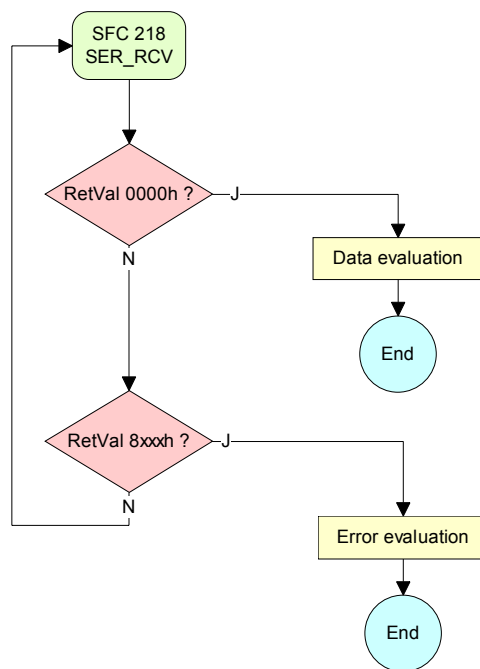 SFC 218
SER_RCV
RetVal 0000h ?
J
N
Data evaluation
End
RetVal 8xxxh ?
J
N
Error evaluation
End